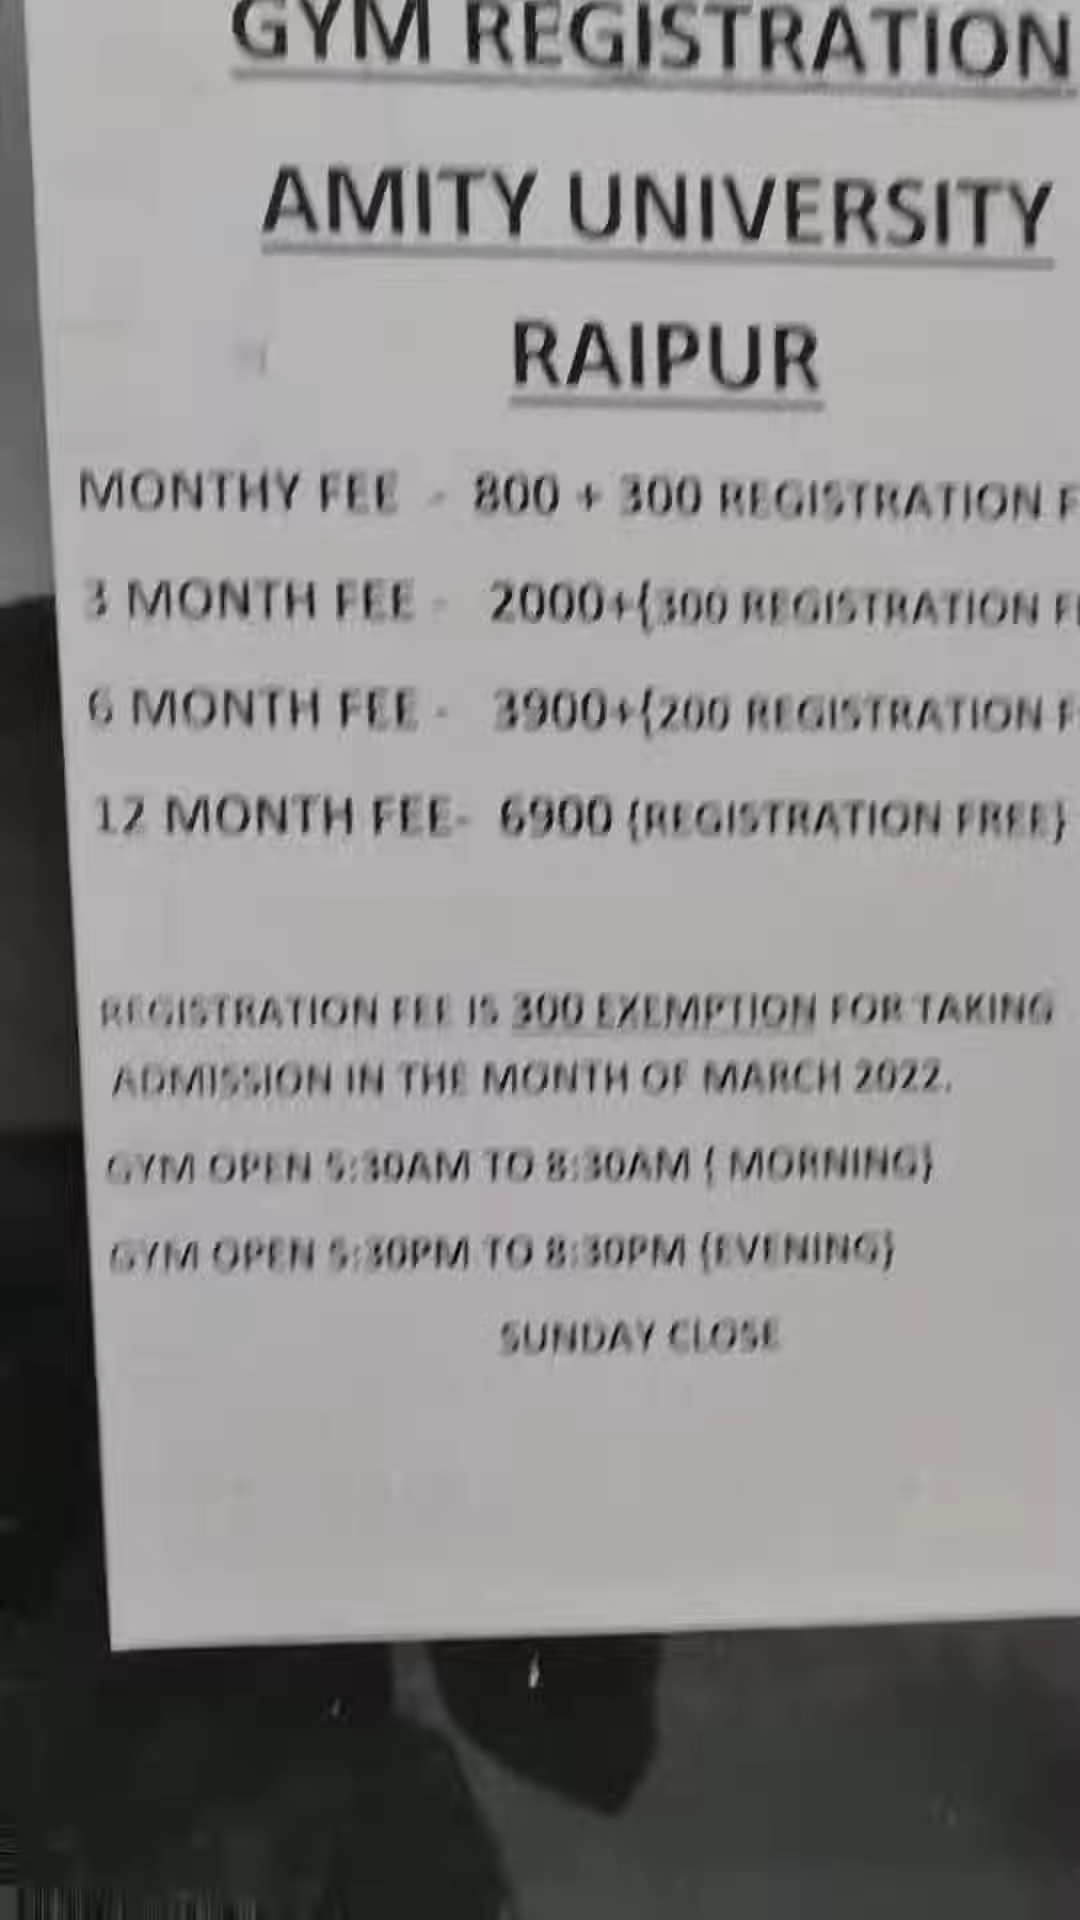 GYM REGISTRATION
AMITY UNIVERSITY
RAIPUR
MONTHY FEE - 800 + 300 REGISTRATION F
3 MONTH FEE - 2000+{300 REGISTRATION F
6 MONTH FEE - 3900+{200 REGISTRATION F
12 MONTH FEE- 6900 {REGISTRATION FREE}
REGISTRATION FEE IS 300 EXEMPTION FOR TAKING
ADMISSION IN THE MONTH OF MARCH 2022.
GYM OPEN 5:30AM TO 8:30AM { MORNING}
GYM OPEN 5:30PM TO 8:30PM {EVENING}
SUNDAY CLOSE